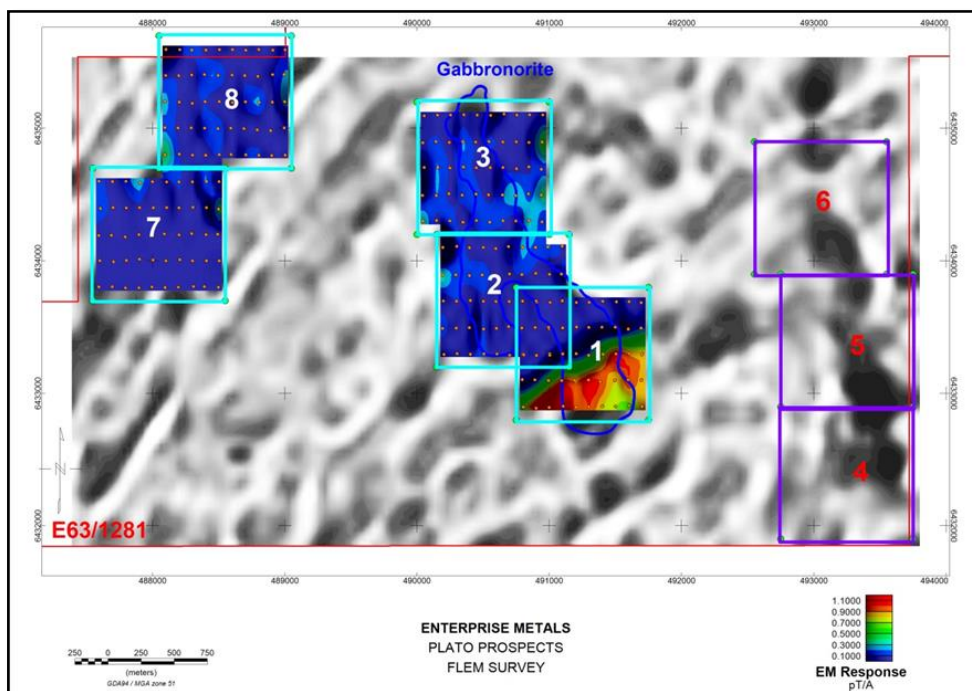 488000 489000 490000 491000 492000 493000 494000
Gabbronorite
8
3
6435000 6435000
6
7
6434000 6434000
2
1
5
6433000 6433000
4
6432000 6432000
E63/1281
488000 489000 490000 491000 492000 493000 494000
ENTERPRISE METALS
PLATO PROSPECTS
FLEM SURVEY
250 0 250 500 750
(meters)
GDA94 / MGA zone 51
1.1000
0.9000
0.7000
0.5000
0.3000
0.1000
EM Response
pT/A